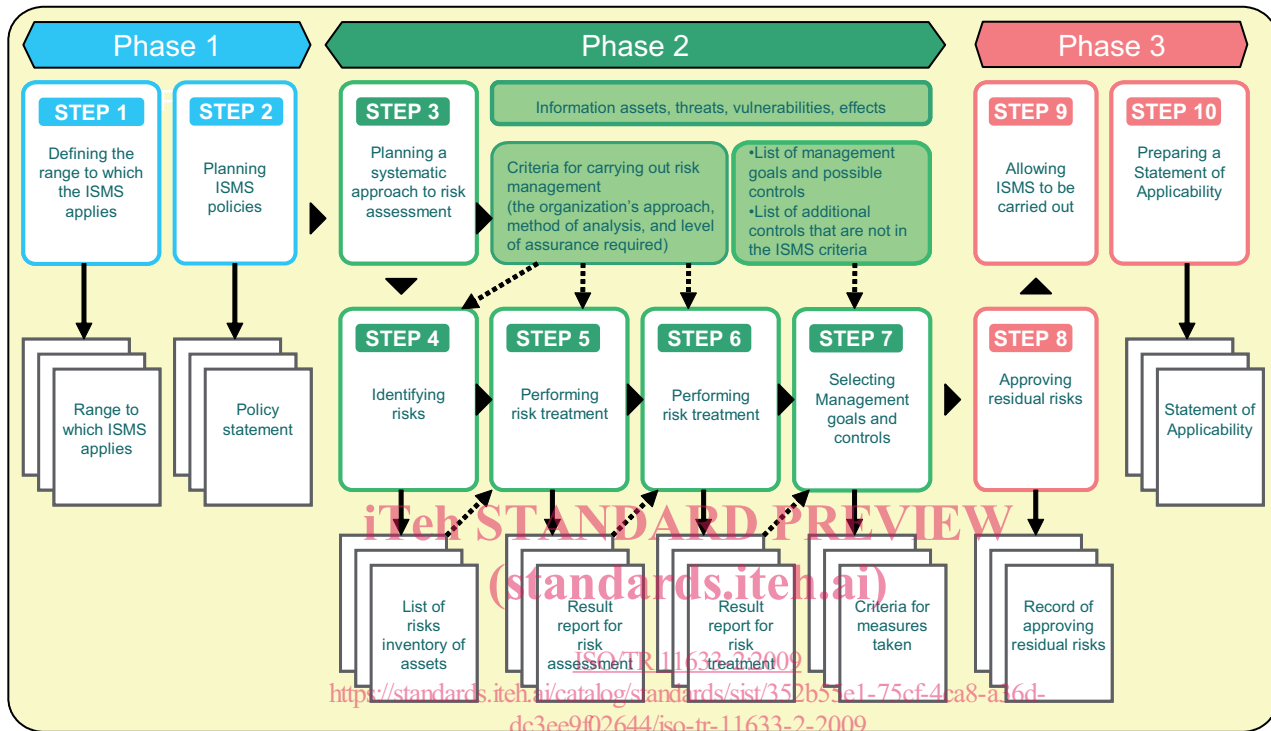 Phase 1
Phase 2
Phase 3
STEP 1
Defining the
range to which
the ISMS
applies
STEP 2
Planning
ISMS
policies
STEP 3
Planning a
systematic
approach to risk
assessment
Information assets, threats, vulnerabilities, effects
Criteria for carrying out risk
management
(the organization's approach,
method of analysis, and level
of assurance required)
•List of management
goals and possible
controls
•List of additional
controls that are not in
the ISMS criteria
STEP 9
Allowing
ISMS to be
carried out
STEP 10
Preparing a
Statement of
Applicability
STEP 4
Identifying
risks
STEP 5
Performing
risk treatment
STEP 6
Performing
risk treatment
STEP 7
Selecting
Management
goals and
controls
STEP 8
Approving
residual risks
Range to
which ISMS
applies
Policy
statement
Statement of
Applicability
iTeh STANDARD PREVIEW
(standards.iteh.ai)
List of
risks
inventory of
assets
Result
report for
risk
assessment
Result
report for
risk
treatment
Criteria for
measures
taken
Record of
approving
residual risks
ISO/TR 11633-2:2009
https://standards.iteh.ai/catalog/standards/sist/352b55e1-75cf-4ca8-a36d-
dc3ee9f02644/iso-tr-11633-2-2009